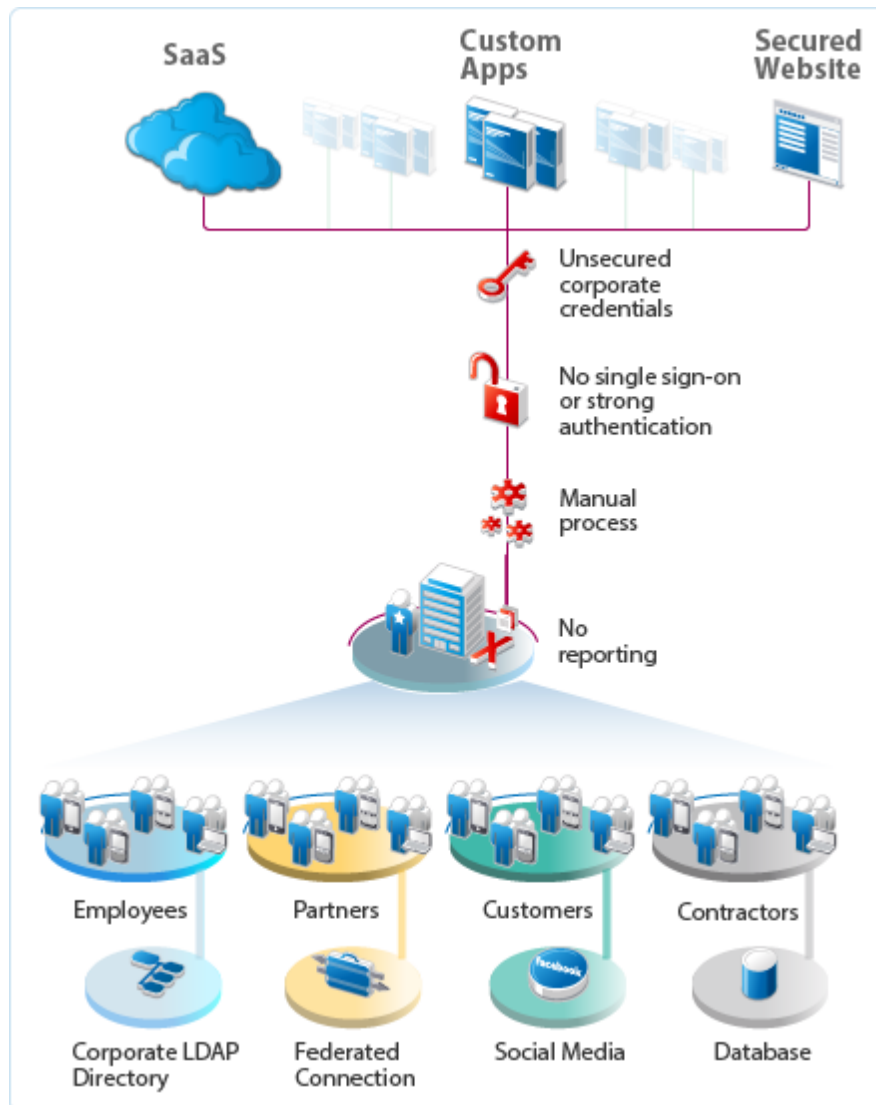 SaaS
Custom
Apps
Secured
Website
Unsecured
corporate
credentials
No single sign-on
or strong
authentication
Manual
process
No
reporting
Employees
Partners
Customers
Contractors
facebook
Corporate LDAP
Directory
Federated
Connection
Social Media
Database